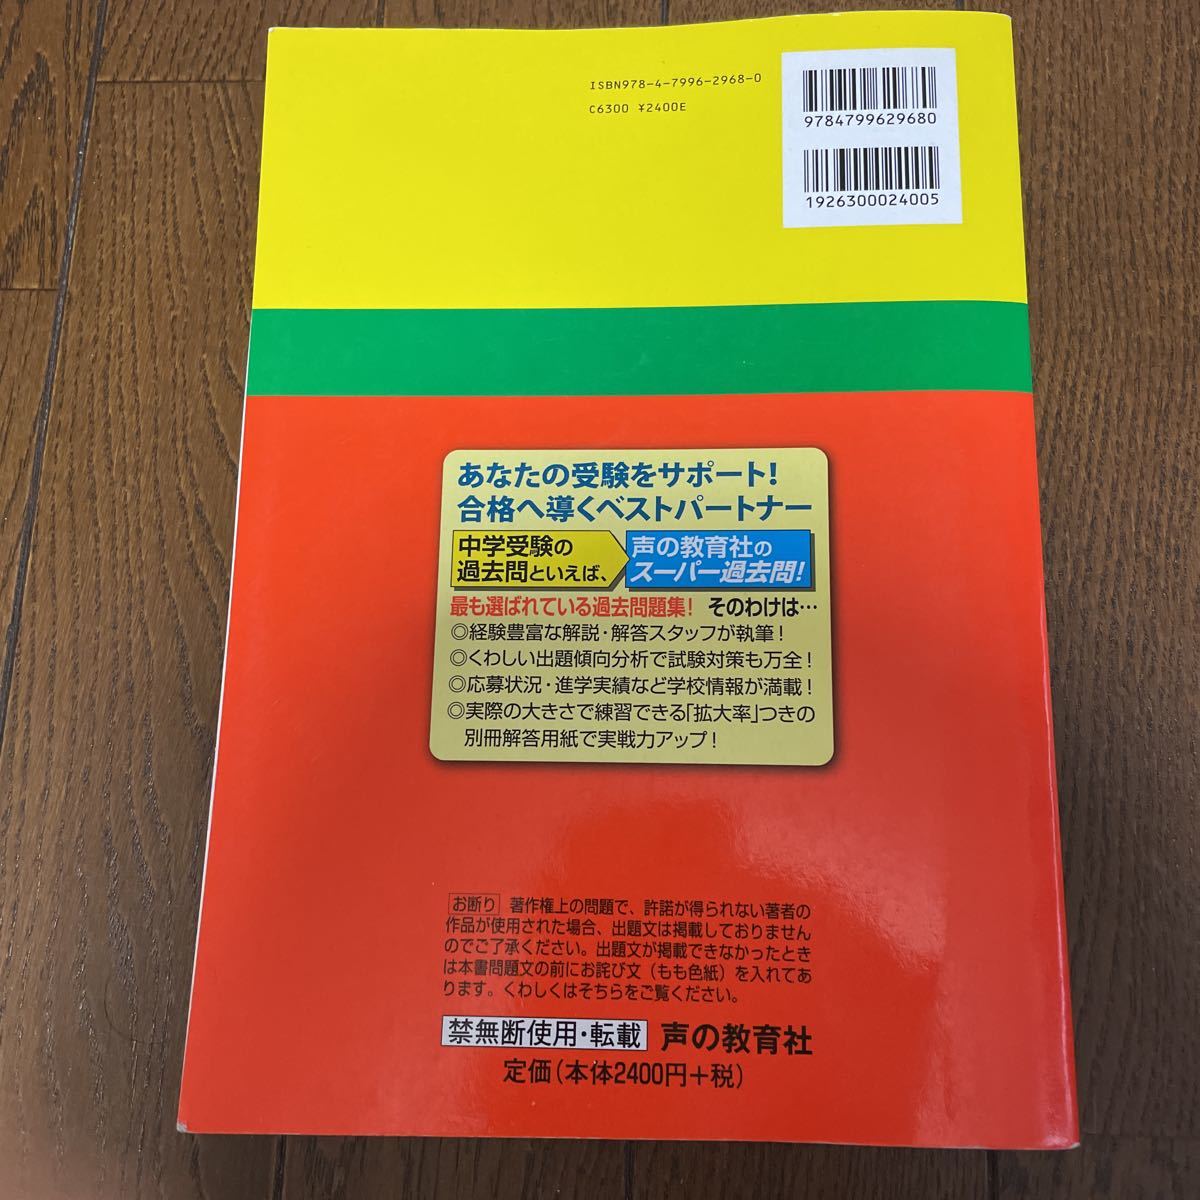 ISBN978-4-7996-2968-0
C6300 ¥2400E
9784799629680
1926300024005
あなたの受験をサポート!
合格へ導くベストパートナー
中学受験の
過去問といえば、
声の教育社の
スーパー過去問!
最も選ばれている過去問題集! そのわけは…
◎経験豊富な解説・解答スタッフが執筆!
◎くわしい出題傾向分析で試験対策も万全!
◎応募状況・進学実績など学校情報が満載!
◎実際の大きさで練習できる「拡大率」つきの
別冊解答用紙で実戦力アップ!
お断り 著作権上の問題で、許諾が得られない著者の
作品が使用された場合、出題文は掲載しておりません
のでご了承ください。出題文が掲載できなかったとき
は本書問題文の前にお詫び文（もも色紙）を入れてあ
ります。くわしくはそちらをご覧ください。
禁無断使用・転載 声の教育社
定価(本体2400円+税)